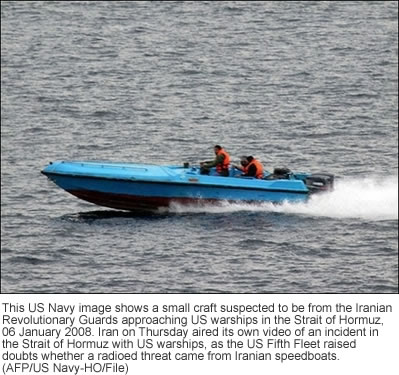 This US Navy image shows a small craft suspected to be from the Iranian
Revolutionary Guards approaching US warships in the Strait of Hormuz,
06 January 2008. Iran on Thursday aired its own video of an incident in
the Strait of Hormuz with US warships, as the US Fifth Fleet raised
doubts whether a radioed threat came from Iranian speedboats.
(AFP/US Navy-HO/File)